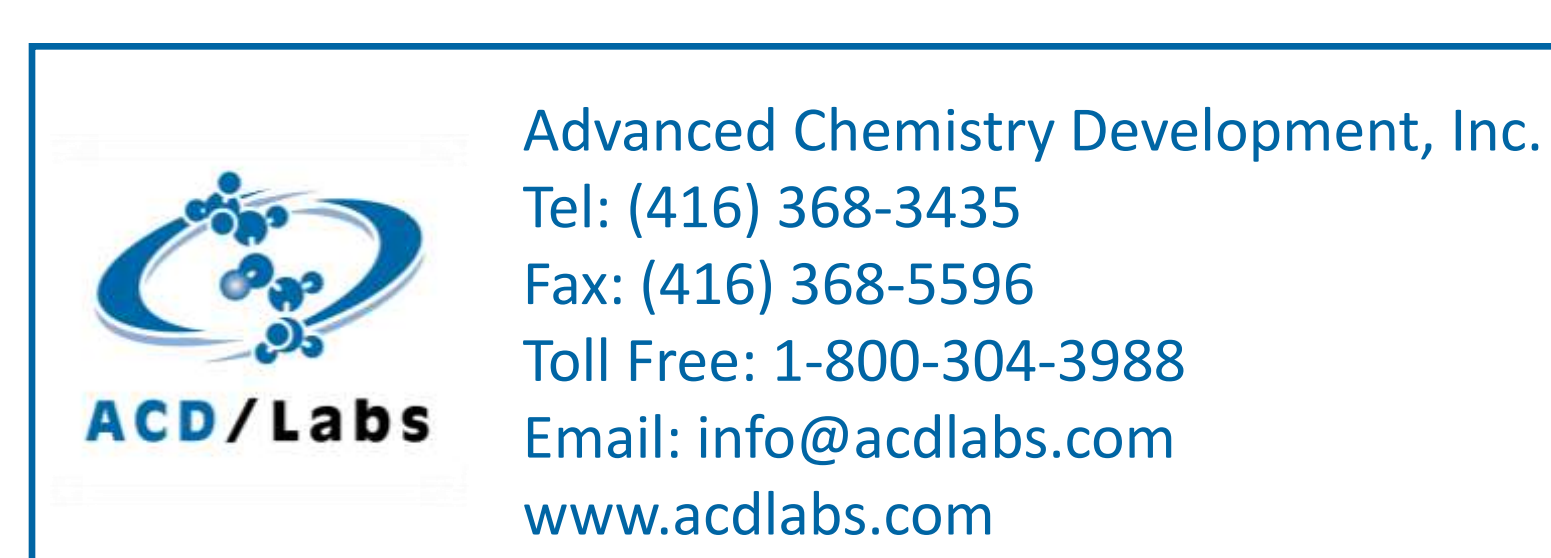 Advanced Chemistry Development, Inc.
Tel: (416) 368-3435
Fax: (416) 368-5596
Toll Free: 1-800-304-3988
Email: info@acdlabs.com
www.acdlabs.com
ACD/Labs